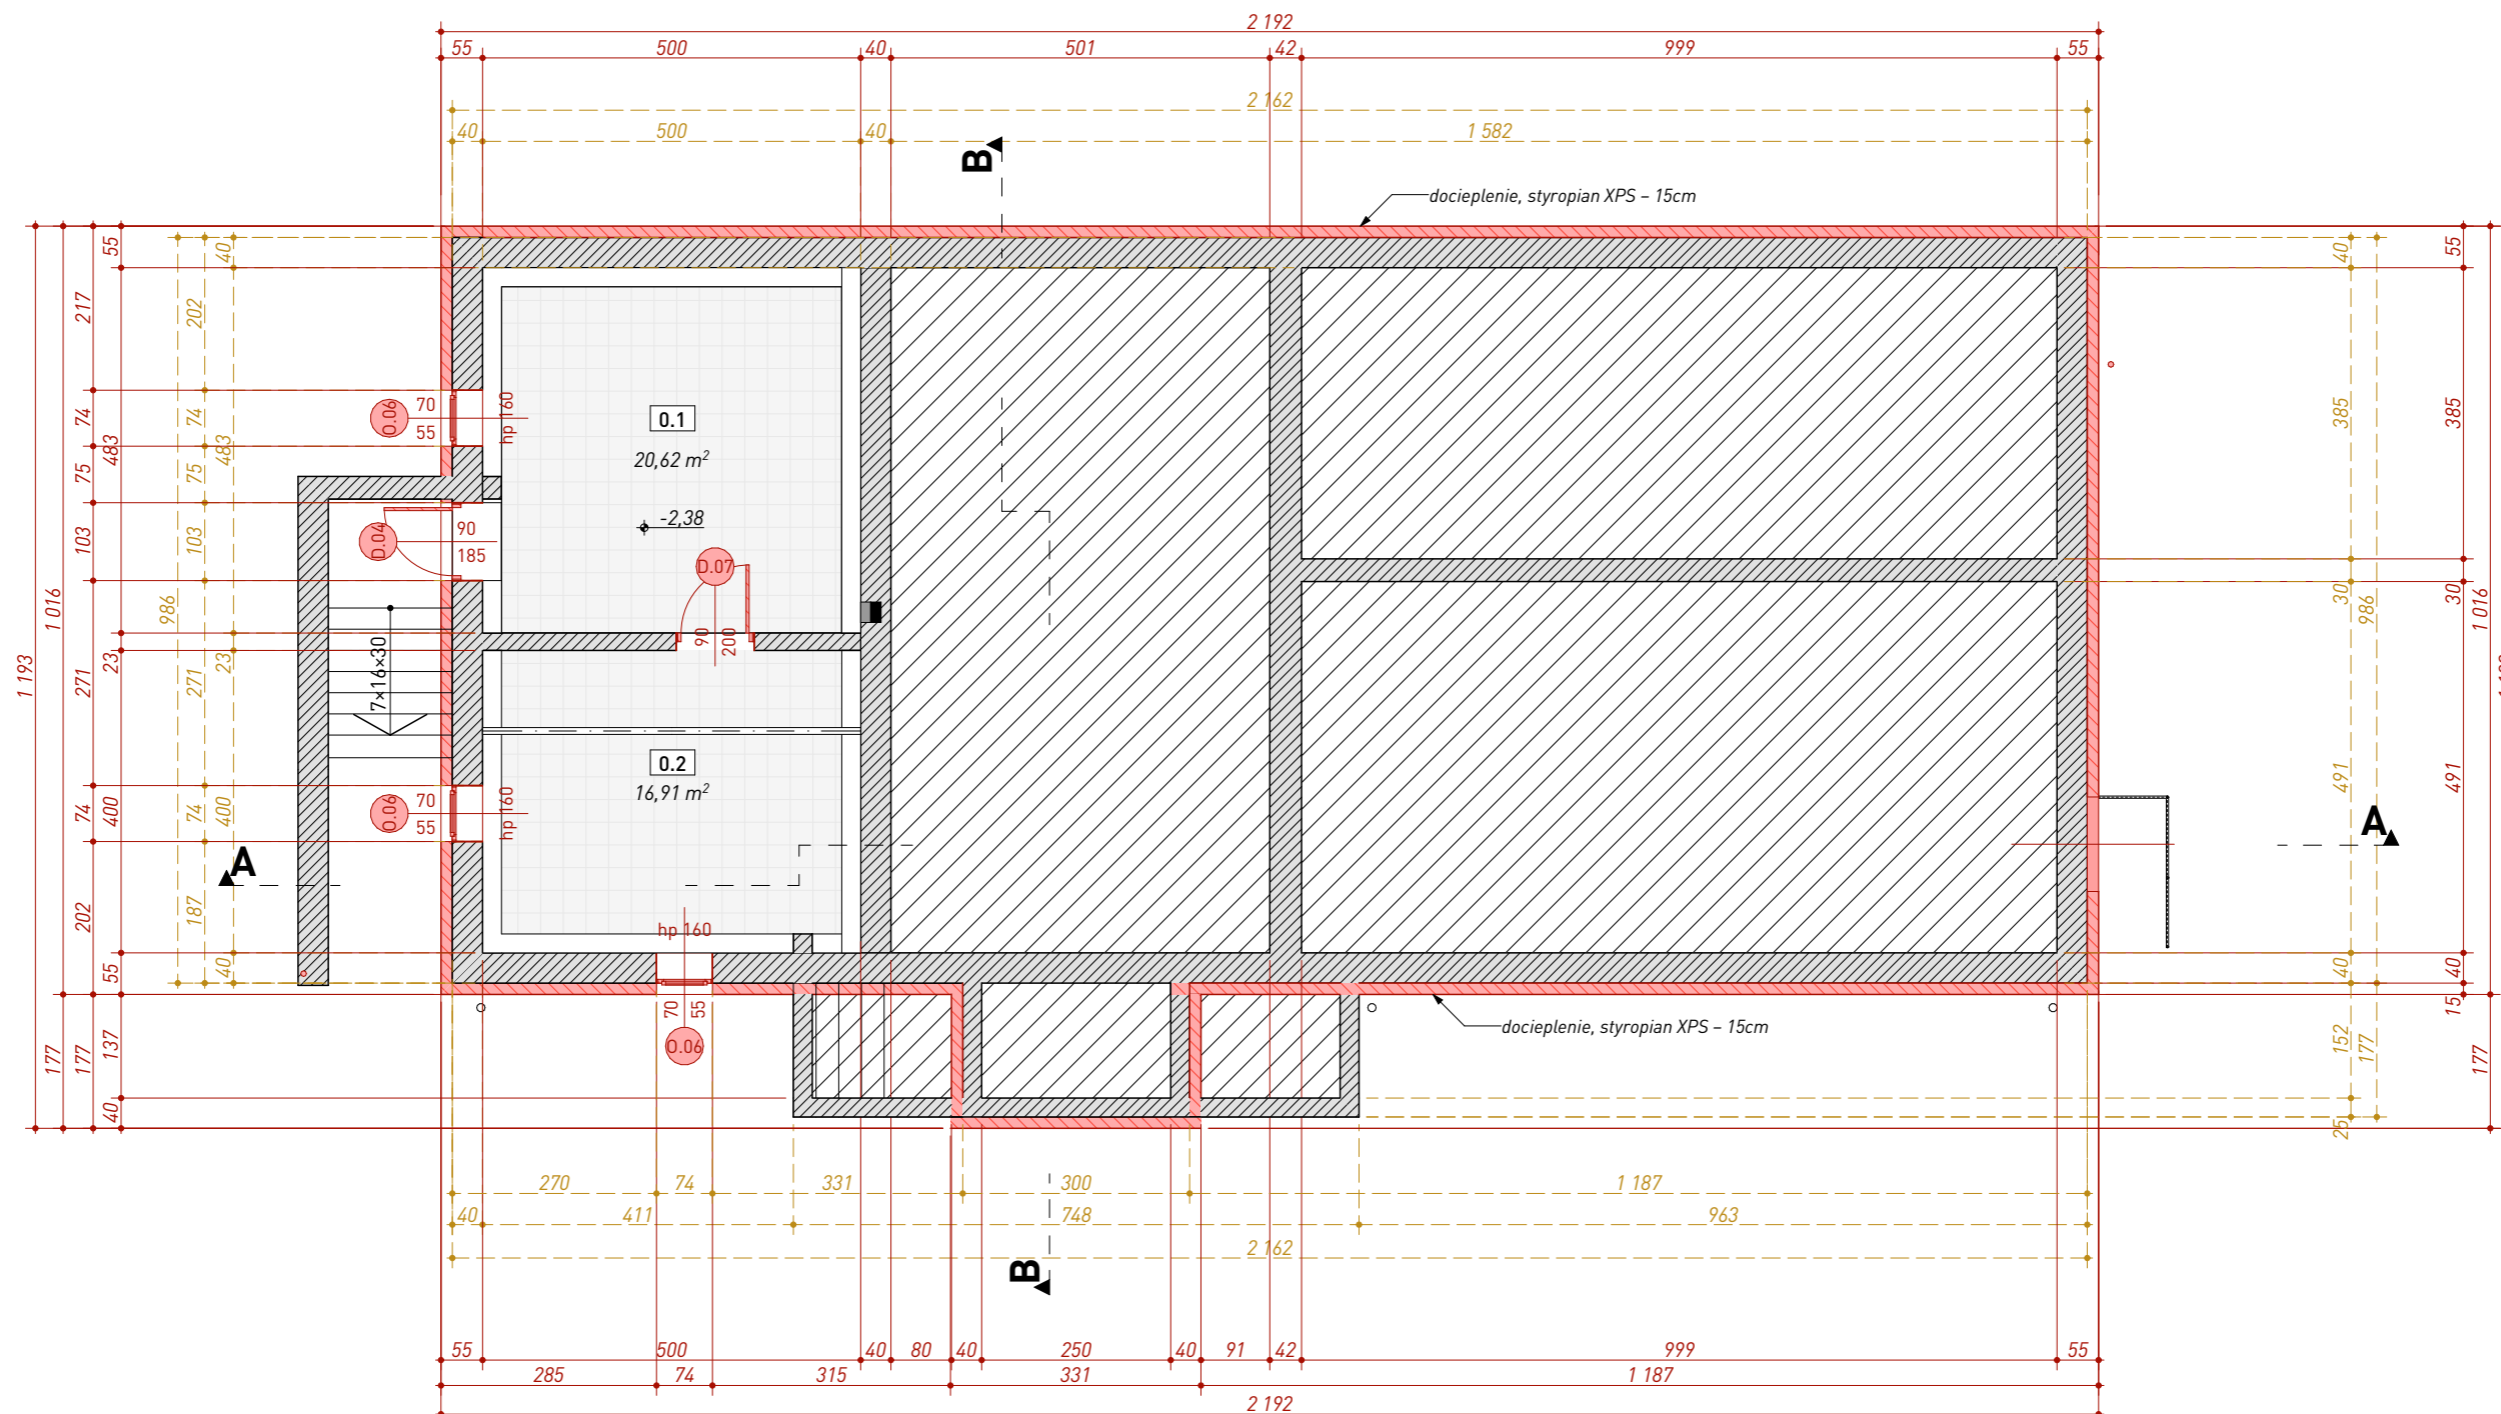 2 192
55 500 40 501 42 999 55
2 162
40 500 40 1 582
B
docieplenie, styropian XPS – 15cm
55 40 40 55
217 202
O.06 70 55 hp 160
0.1
20,62 m²
74 483 74 483 385 385
75 75
-2,38
D.04 90 185
D.07
90 200
103 103
1 193 1 016 986 30 986 30 1 016
7×16×30
271 23 271 23
0.2
16,91 m²
O.06 70 55 hp 160
74 400 74 400 491 491
A A
202 187
hp 160
55 40 40 40
70 55
O.06
docieplenie, styropian XPS – 15cm
15
177 177 137 152 177 177
40 25
270 74 331 300 1 187
40 411 748 963
2 162
B
55 500 40 80 40 250 40 91 42 999 55
285 74 315 331 1 187
2 192